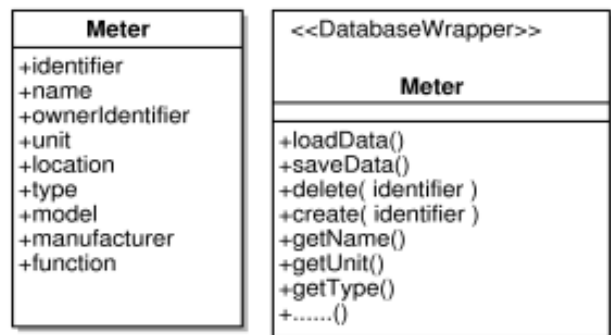 Meter
+identifier
+name
+ownerIdentifier
+unit
+location
+type
+model
+manufacturer
+function
<<DatabaseWrapper>>
Meter
+loadData()
+saveData()
+delete( identifier )
+create( identifier )
+getName()
+getUnit()
+getType()
+......()